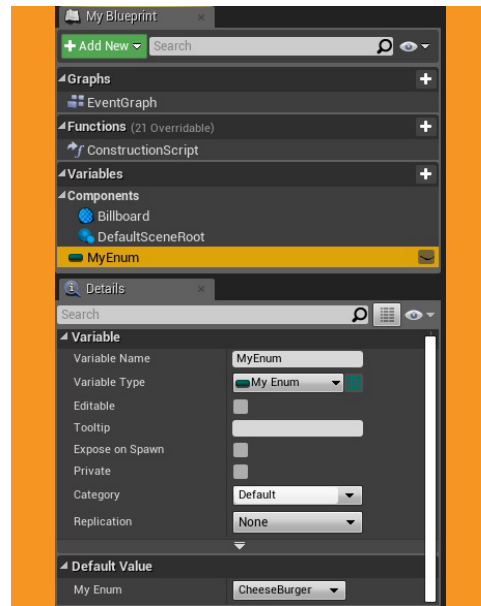 My Blueprint
Add New Search
Graphs
EventGraph
Functions (21 Overridable)
ConstructionScript
Variables
Components
Billboard
DefaultSceneRoot
MyEnum
Details
Search
Variable
Variable Name MyEnum
Variable Type My Enum
Editable
Tooltip
Expose on Spawn
Private
Category Default
Replication None
Default Value
My Enum CheeseBurger